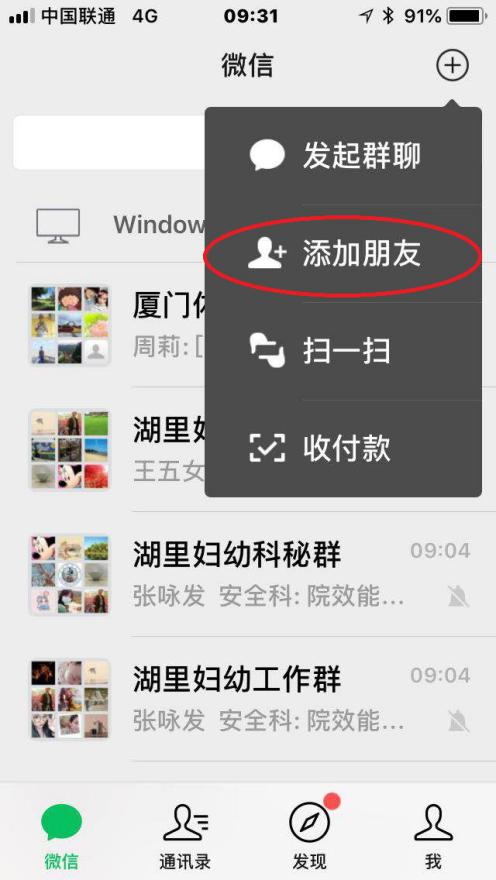 中国联通 4G 09:31 91%
微信
发起群聊
Window
添加朋友
厦门
周莉: [
扫一扫
湖里
王五女
收付款
湖里妇幼科秘群 09:04
张咏发 安全科: 院效能...
湖里妇幼工作群 09:04
张咏发 安全科: 院效能...
微信 通讯录 发现 我